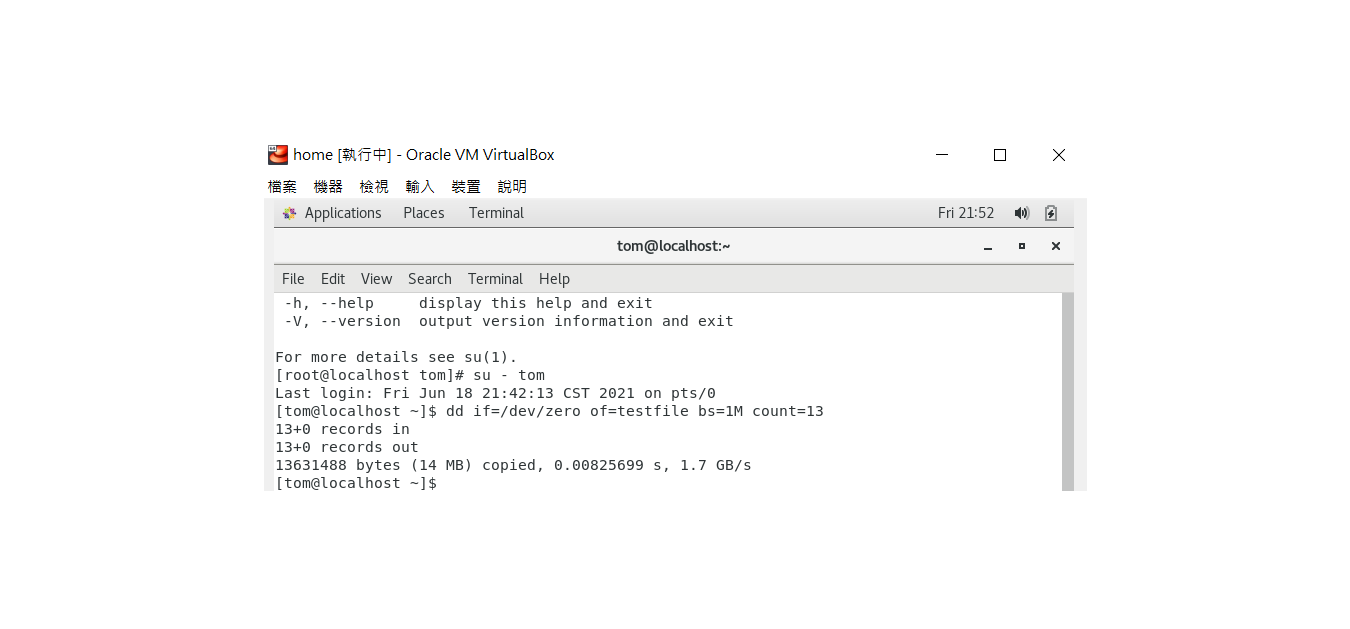 home [執行中] - Oracle VM VirtualBox
檔案 機器 檢視 輸入 裝置 說明
Applications Places Terminal Fri 21:52
tom@localhost:~
File Edit View Search Terminal Help
-h, --help     display this help and exit
-V, --version  output version information and exit
For more details see su(1).
[root@localhost tom]# su - tom
Last login: Fri Jun 18 21:42:13 CST 2021 on pts/0
[tom@localhost ~]$ dd if=/dev/zero of=testfile bs=1M count=13
13+0 records in
13+0 records out
13631488 bytes (14 MB) copied, 0.00825699 s, 1.7 GB/s
[tom@localhost ~]$